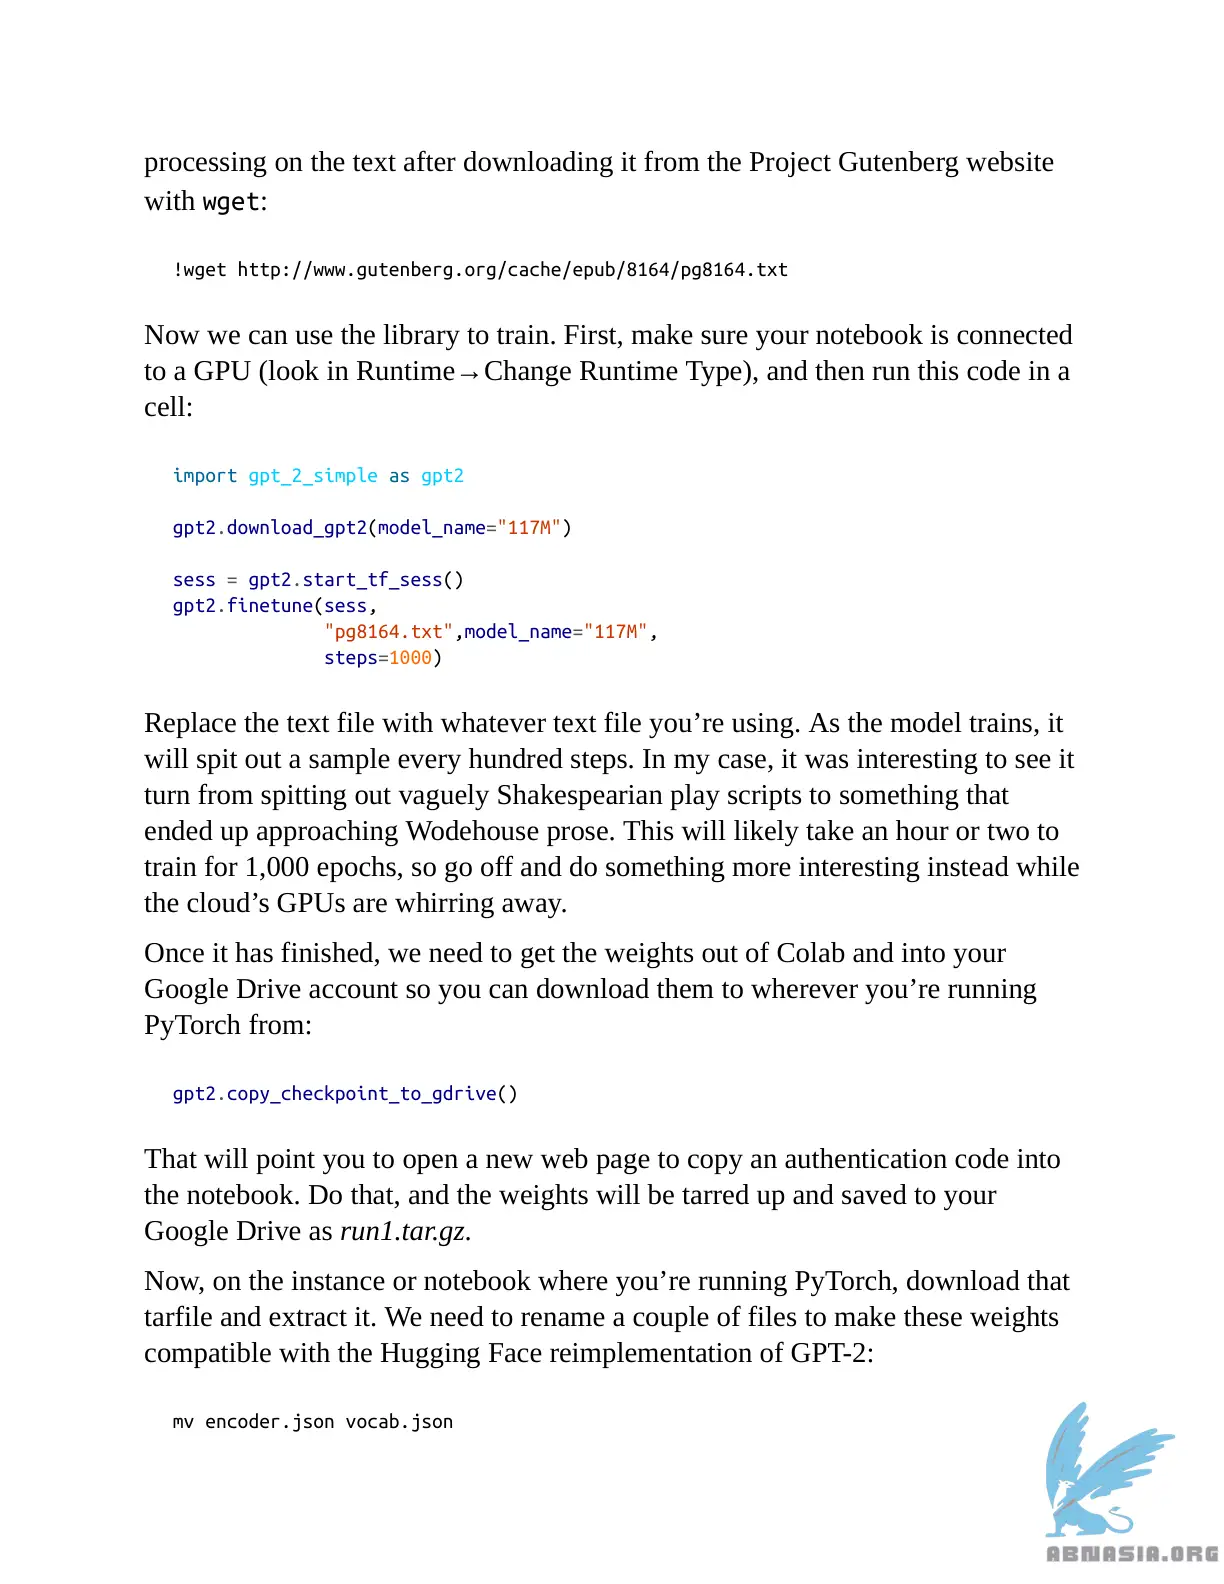 processing on the text after downloading it from the Project Gutenberg website
with wget:
!wget http://www.gutenberg.org/cache/epub/8164/pg8164.txt
Now we can use the library to train. First, make sure your notebook is connected
to a GPU (look in Runtime→Change Runtime Type), and then run this code in a
cell:
import gpt_2_simple as gpt2
gpt2.download_gpt2(model_name="117M")
sess = gpt2.start_tf_sess()
gpt2.finetune(sess,
"pg8164.txt",model_name="117M",
steps=1000)
Replace the text file with whatever text file you’re using. As the model trains, it
will spit out a sample every hundred steps. In my case, it was interesting to see it
turn from spitting out vaguely Shakespearian play scripts to something that
ended up approaching Wodehouse prose. This will likely take an hour or two to
train for 1,000 epochs, so go off and do something more interesting instead while
the cloud’s GPUs are whirring away.
Once it has finished, we need to get the weights out of Colab and into your
Google Drive account so you can download them to wherever you’re running
PyTorch from:
gpt2.copy_checkpoint_to_gdrive()
That will point you to open a new web page to copy an authentication code into
the notebook. Do that, and the weights will be tarred up and saved to your
Google Drive as run1.tar.gz.
Now, on the instance or notebook where you’re running PyTorch, download that
tarfile and extract it. We need to rename a couple of files to make these weights
compatible with the Hugging Face reimplementation of GPT-2:
mv encoder.json vocab.json
ABNASIA.ORG